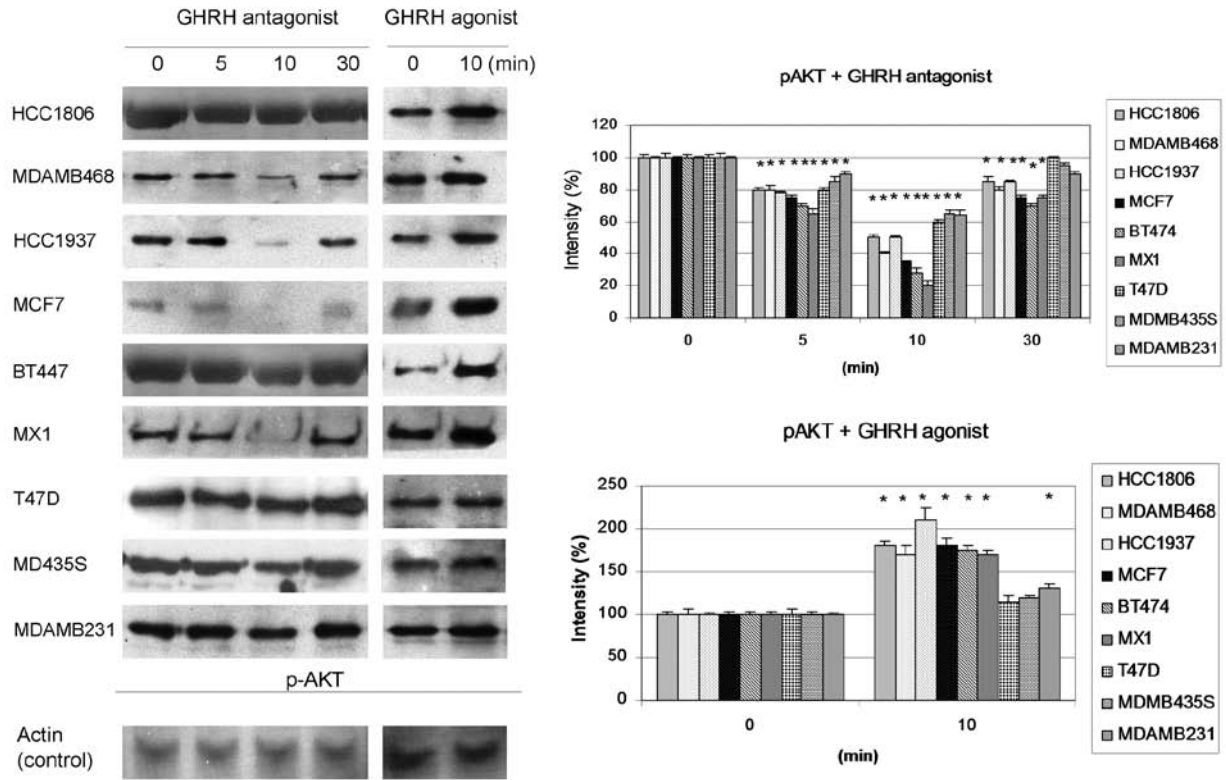 GHRH antagonist GHRH agonist
0 5 10 30 0 10 (min)
HCC1806
MDAMB468
HCC1937
MCF7
BT447
MX1
T47D
MD435S
MDAMB231
p-AKT
Actin
(control)
pAKT + GHRH antagonist
Intensity (%)
120
100
80
60
40
20
0
* * * * * * * * *
* * * * * * * * *
* * * * * *
0 5 10 30
(min)
HCC1806
MDAMB468
HCC1937
MCF7
BT474
MX1
T47D
MDMB435S
MDAMB231
pAKT + GHRH agonist
Intensity (%)
250
200
150
100
50
0
* * * * * * *
0 10
(min)
HCC1806
MDAMB468
HCC1937
MCF7
BT474
MX1
T47D
MDMB435S
MDAMB231